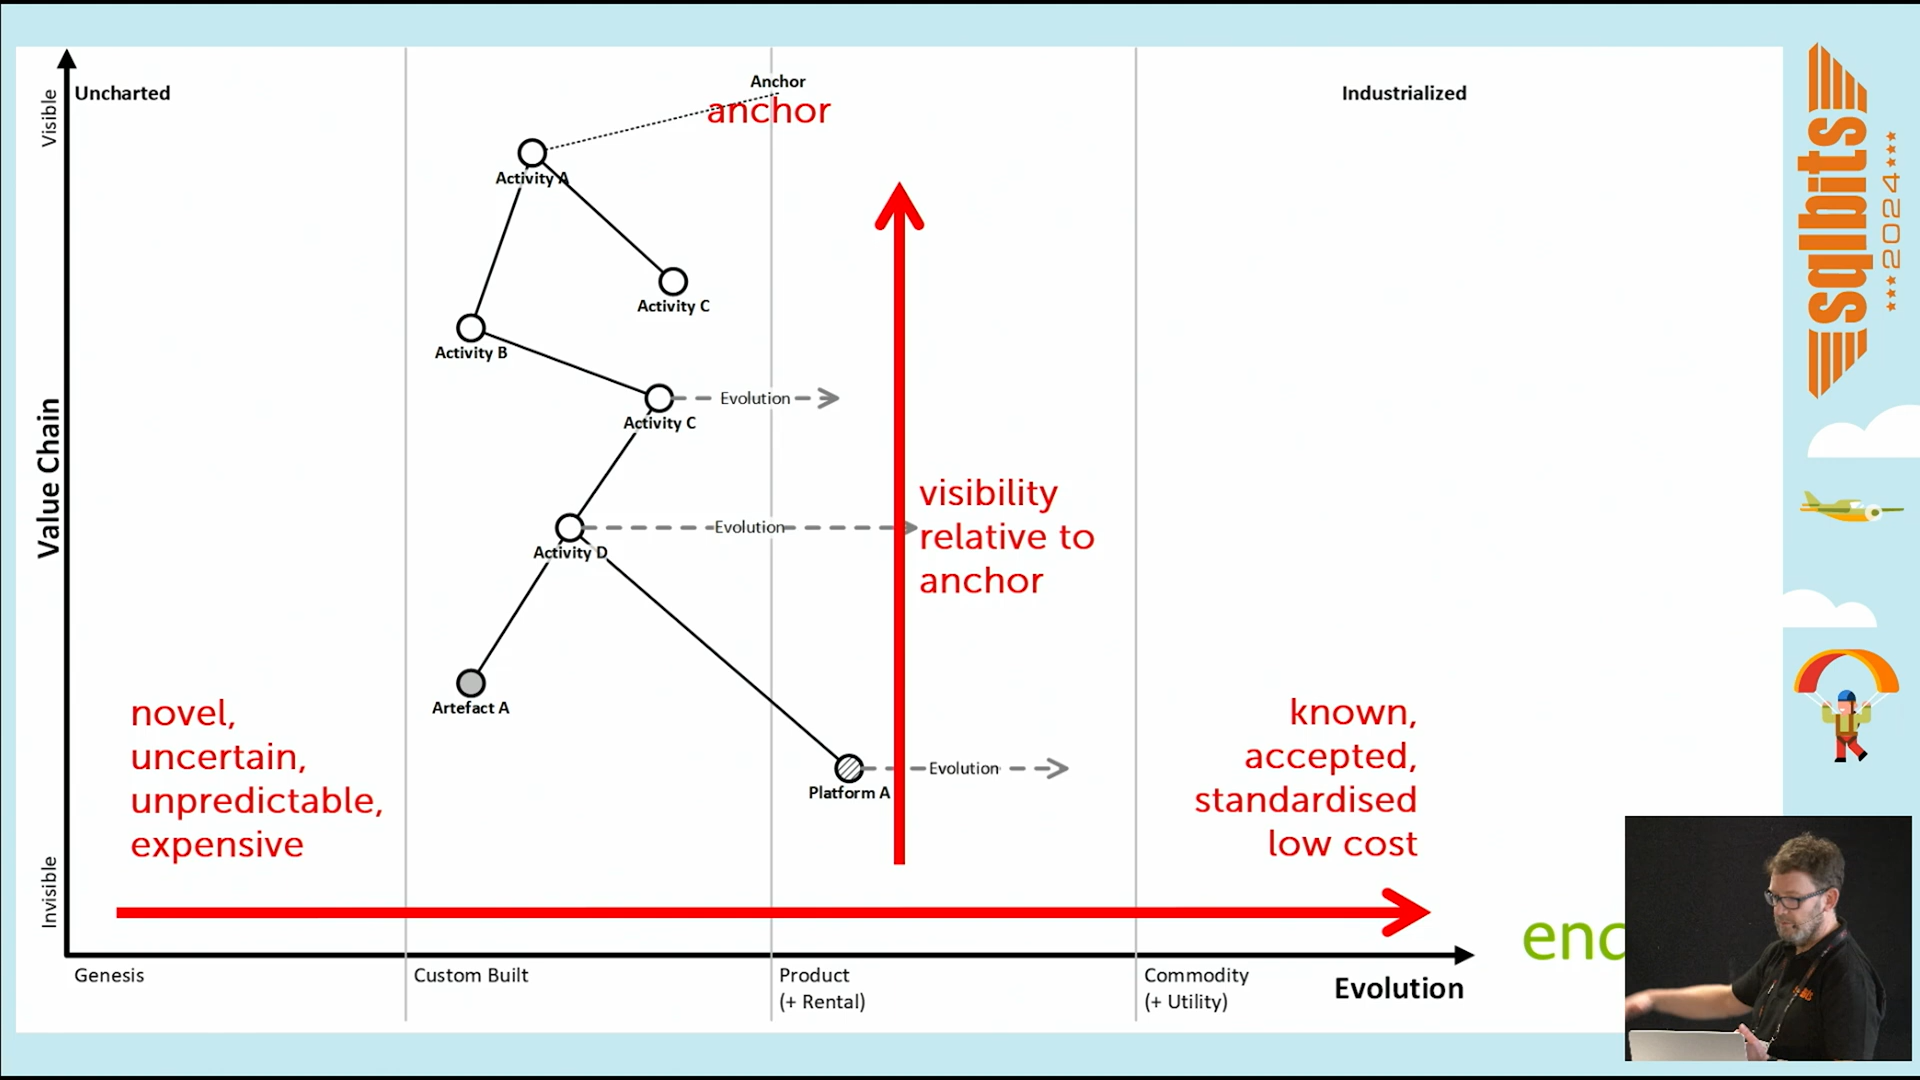 Anchor
Uncharted
anchor
Industrialized
Visible
Activity A
Activity C
Activity B
Evolution
Activity C
Value Chain
visibility
relative to
anchor
Evolution
Activity D
Artefact A
novel,
uncertain,
unpredictable,
expensive
Evolution
Platform A
known,
accepted,
standardised
low cost
Invisible
Genesis
Custom Built
Product
(+ Rental)
Commodity
(+ Utility)
Evolution
sqlbits
2024